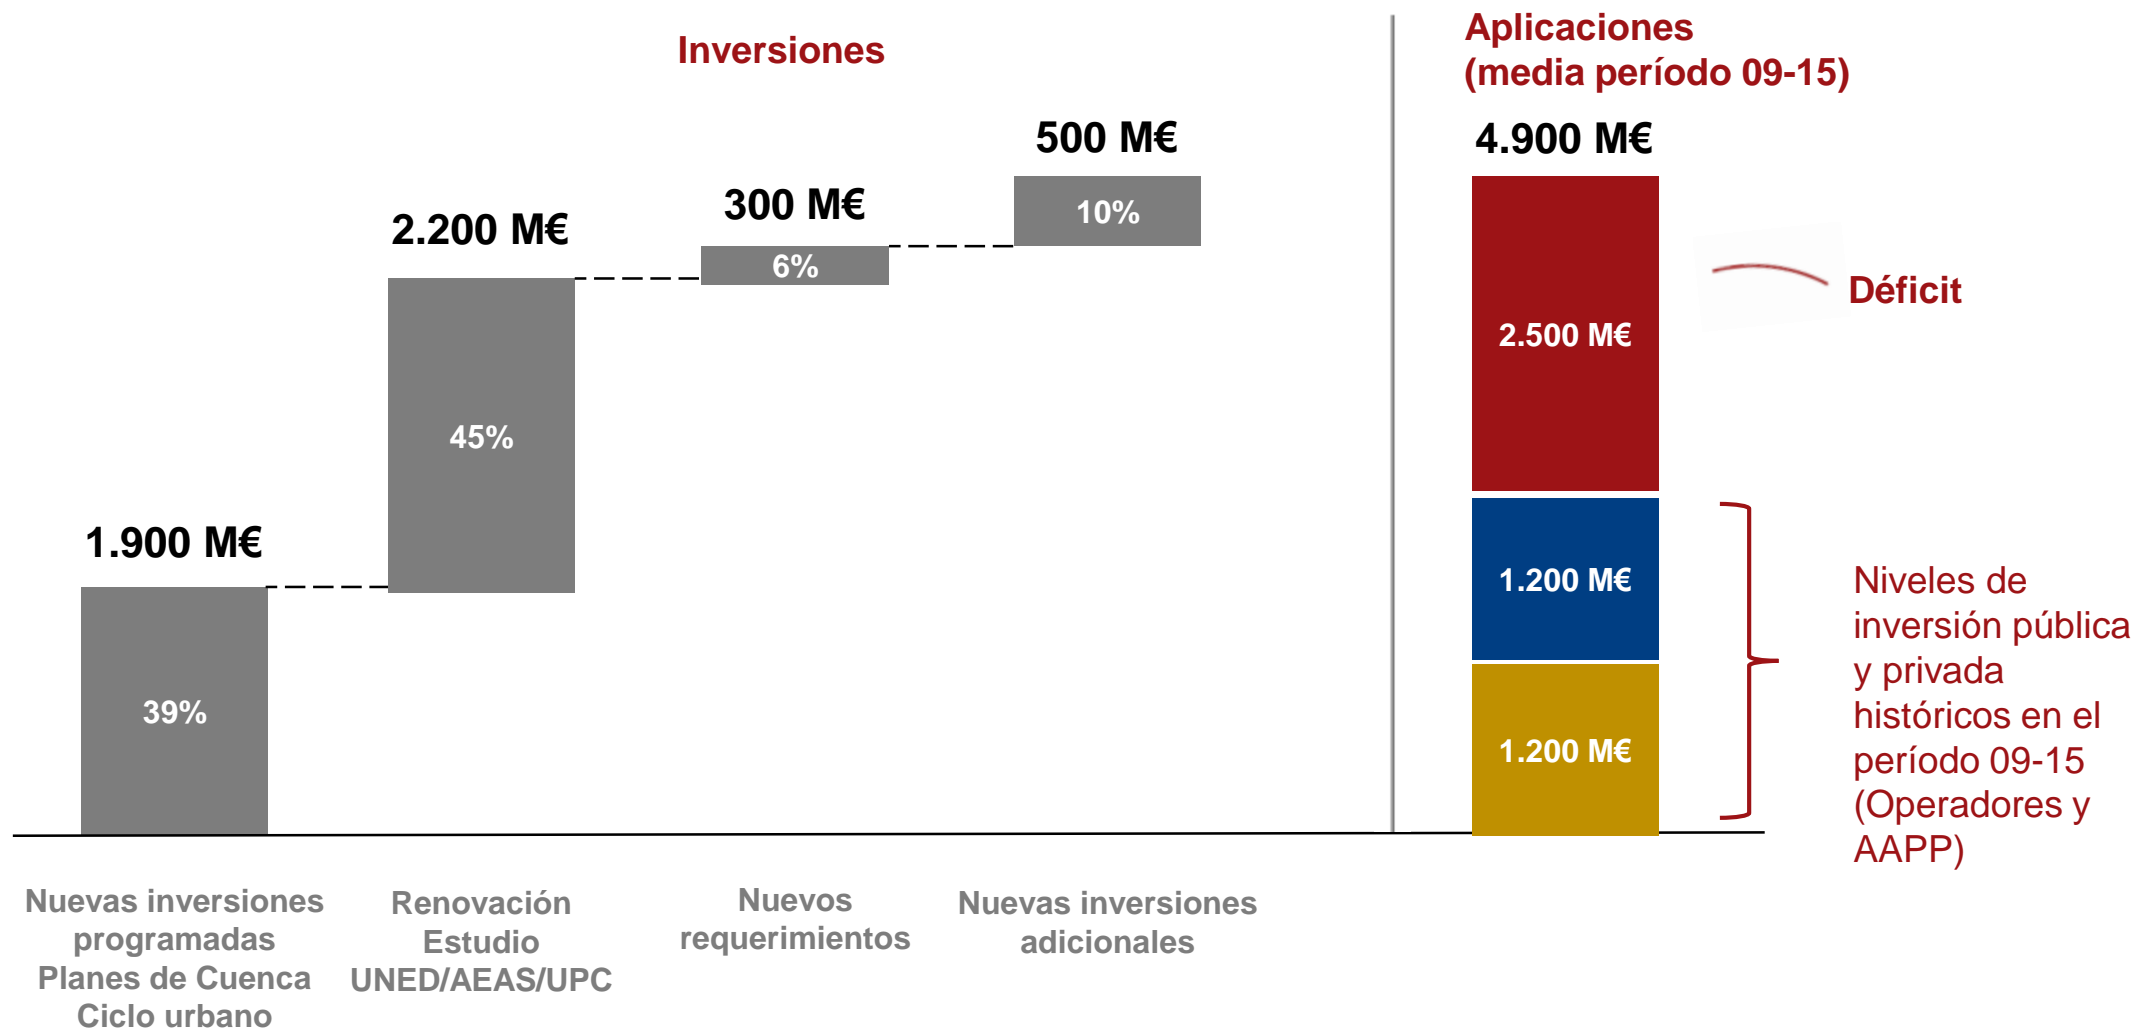 Inversiones
Aplicaciones
(media período 09-15)
500 M€
4.900 M€
300 M€
10%
2.200 M€
6%
Déficit
2.500 M€
45%
1.900 M€
1.200 M€
39%
1.200 M€
Niveles de
inversión pública
y privada
históricos en el
período 09-15
(Operadores y
AAPP)
Nuevas inversiones
programadas
Planes de Cuenca
Ciclo urbano
Renovación
Estudio
UNED/AEAS/UPC
Nuevos
requerimientos
Nuevas inversiones
adicionales